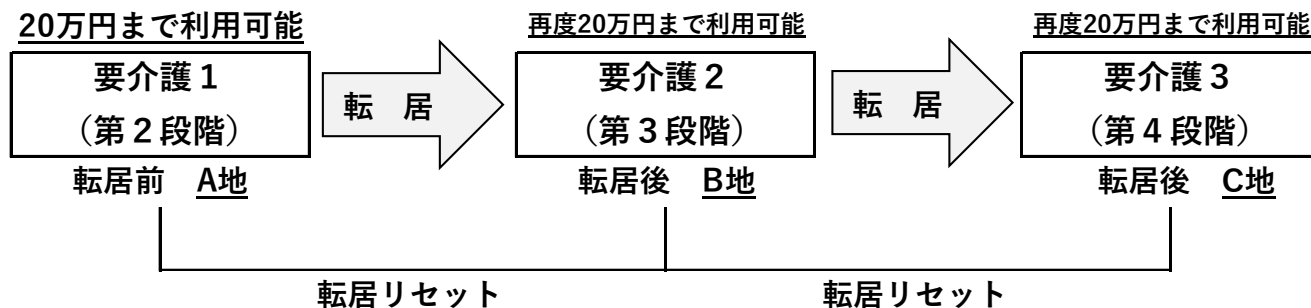 20万円まで利用可能
再度20万円まで利用可能
再度20万円まで利用可能
要介護１
（第２段階）
転　居
要介護２
（第３段階）
転　居
要介護３
（第４段階）
転居前　A地
転居後　B地
転居後　C地
転居リセット
転居リセット